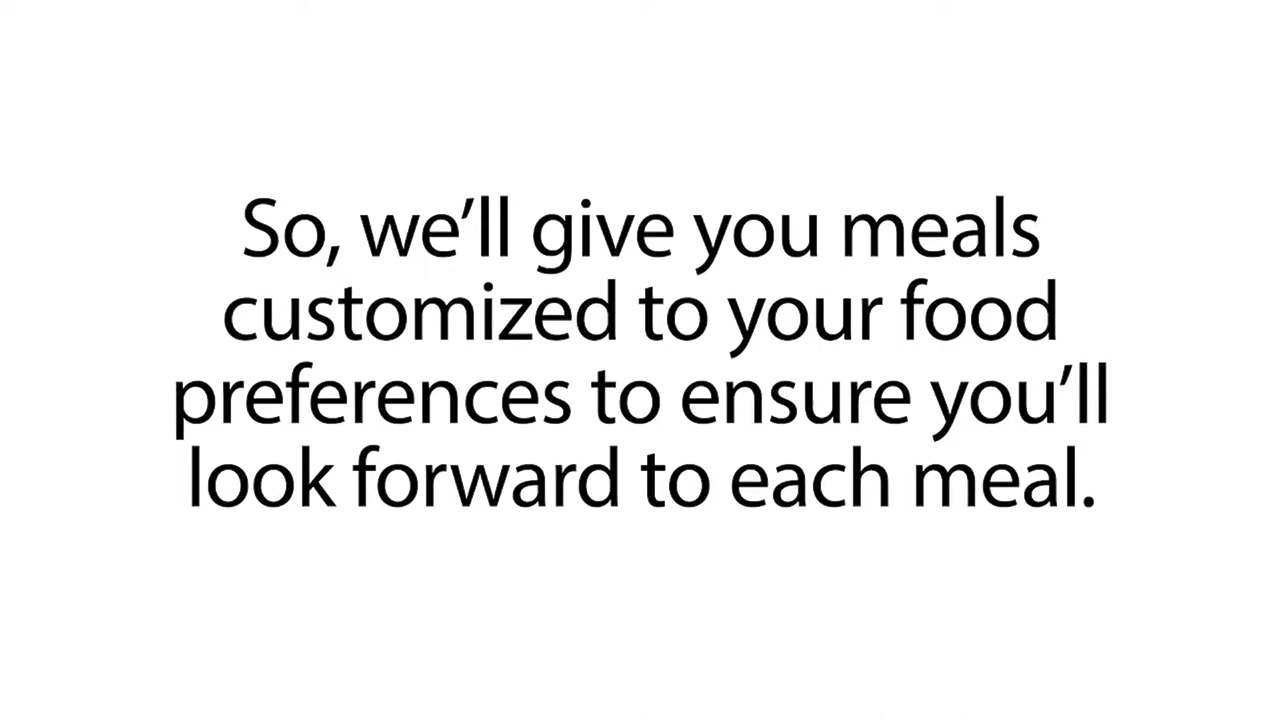 So, we’ll give you meals
customized to your food
preferences to ensure you’ll
look forward to each meal.